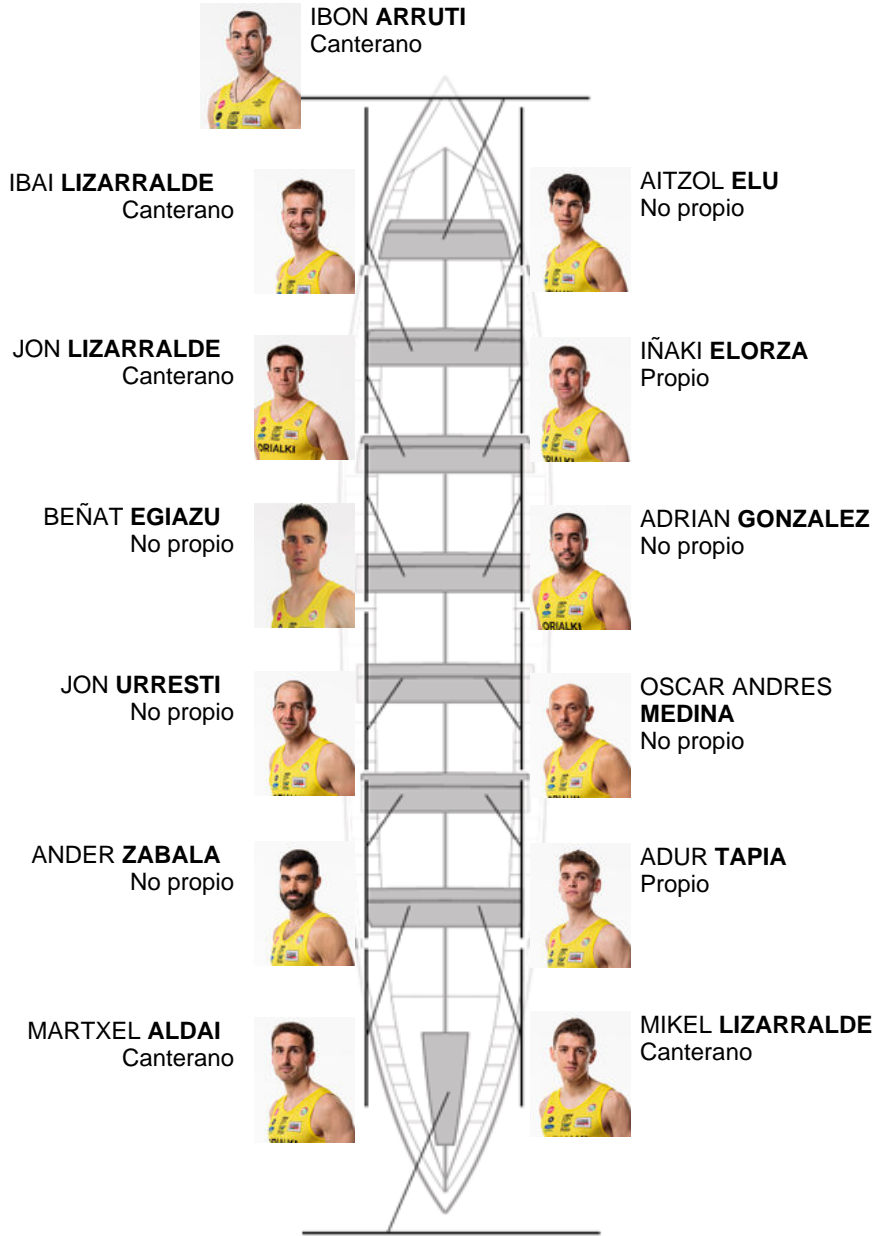 IBON ARRUTI
Canterano
IBAI LIZARRALDE
Canterano
AITZOL ELU
No propio
JON LIZARRALDE
Canterano
IÑAKI ELORZA
Propio
ORIALKI
BEÑAT EGIAZU
No propio
ADRIAN GONZALEZ
No propio
ORIALKI
JON URRESTI
No propio
OSCAR ANDRES
MEDINA
No propio
ANDER ZABALA
No propio
ADUR TAPIA
Propio
MARTXEL ALDAI
Canterano
MIKEL LIZARRALDE
Canterano